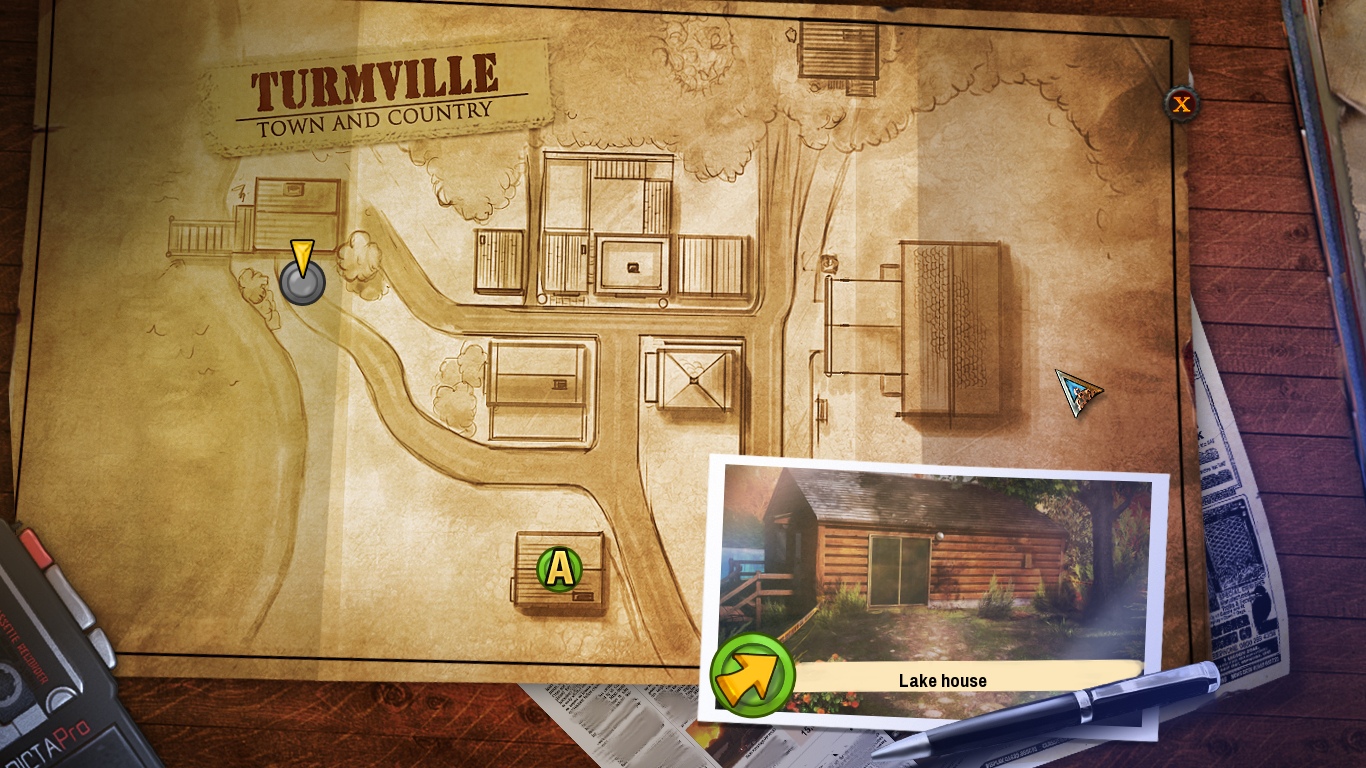 TURMVILLE
TOWN AND COUNTRY
X
A
Lake house
DICTAPro